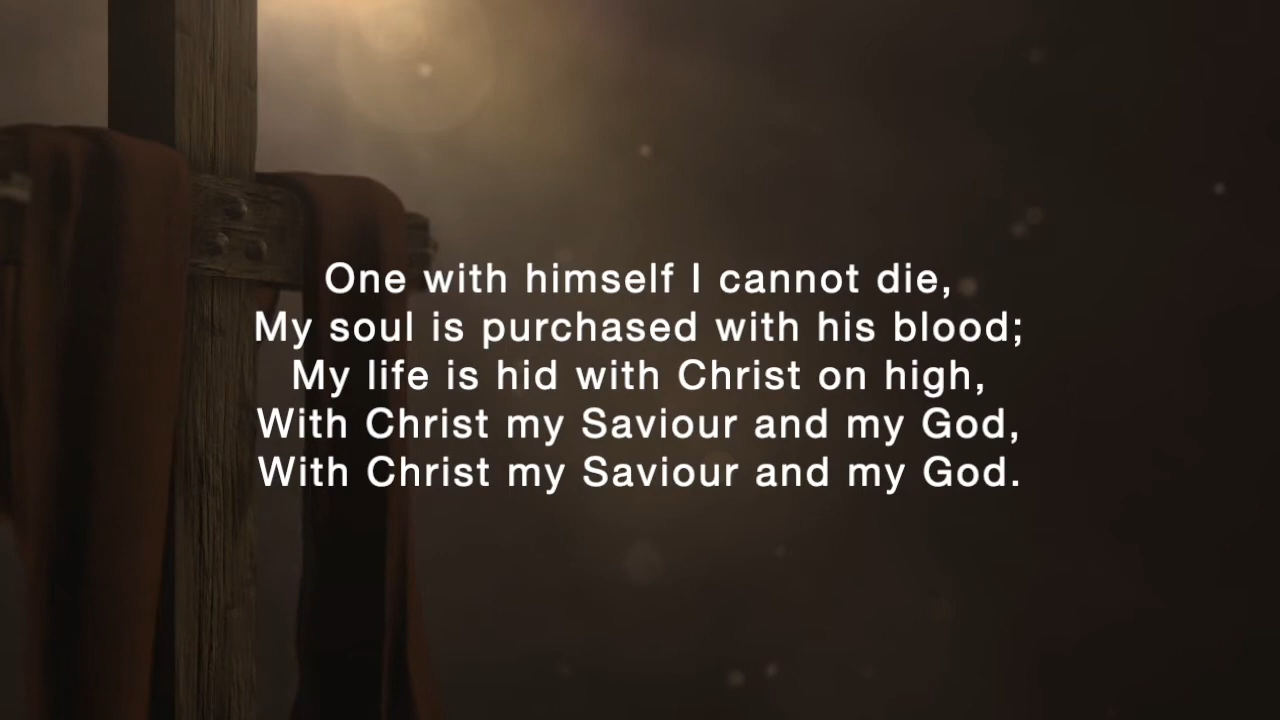 One with himself I cannot die,
My soul is purchased with his blood;
My life is hid with Christ on high,
With Christ my Saviour and my God,
With Christ my Saviour and my God.